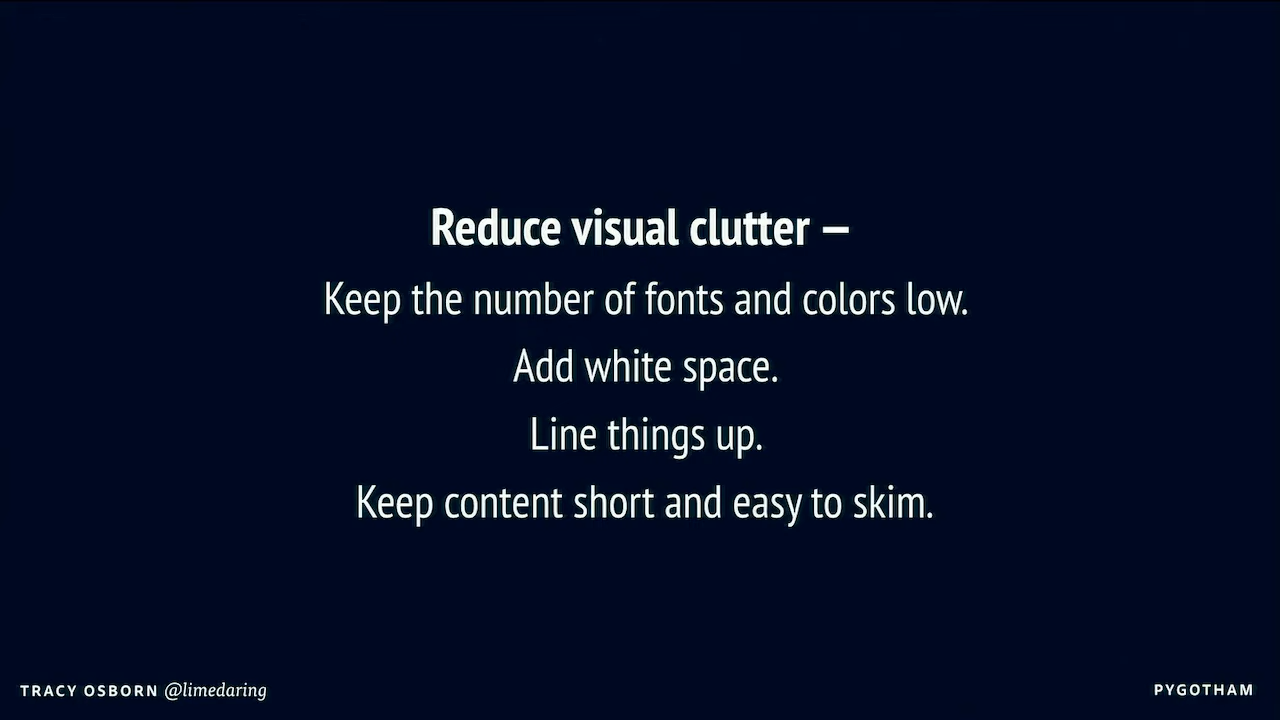 Reduce visual clutter —
Keep the number of fonts and colors low.
Add white space.
Line things up.
Keep content short and easy to skim.
TRACY OSBORN @limedaring
PYGOTHAM